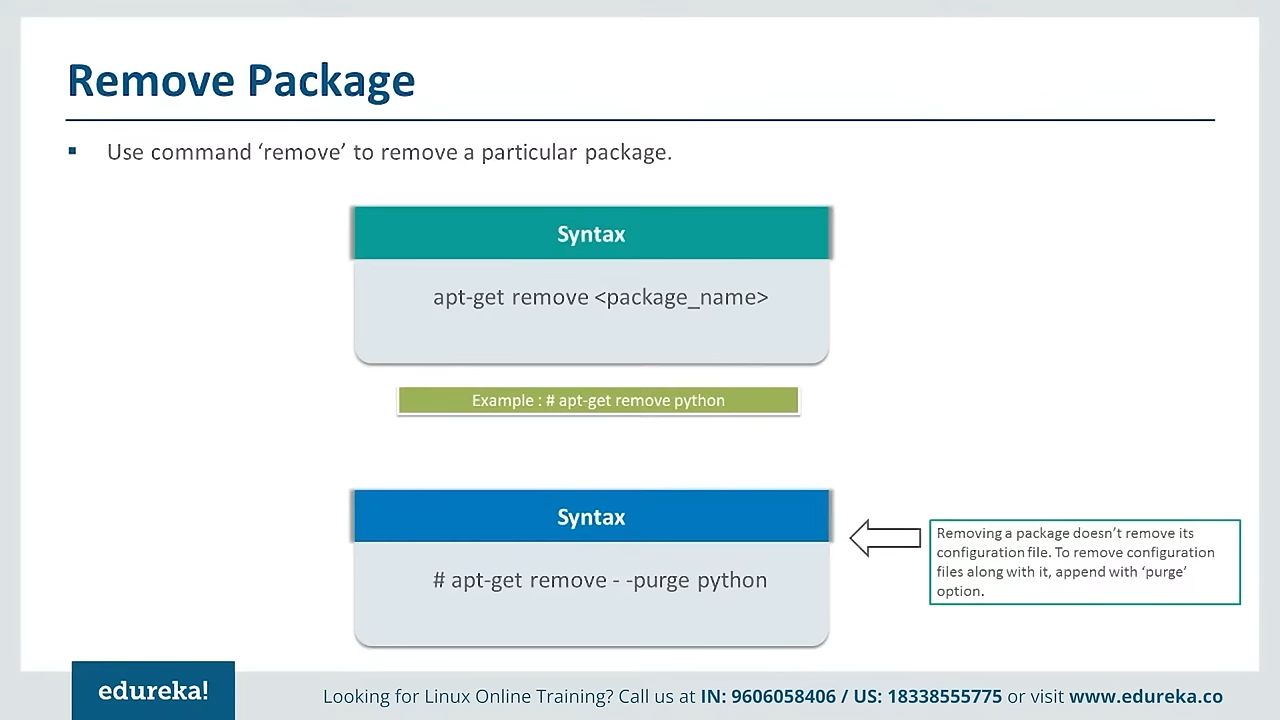 Remove Package
▪ Use command ‘remove’ to remove a particular package.
Syntax
apt-get remove <package_name>
Example : # apt-get remove python
Syntax
# apt-get remove - -purge python
Removing a package doesn’t remove its
configuration file. To remove configuration
files along with it, append with ‘purge’
option.
edureka!
Looking for Linux Online Training? Call us at IN: 9606058406 / US: 18338555775 or visit www.edureka.co